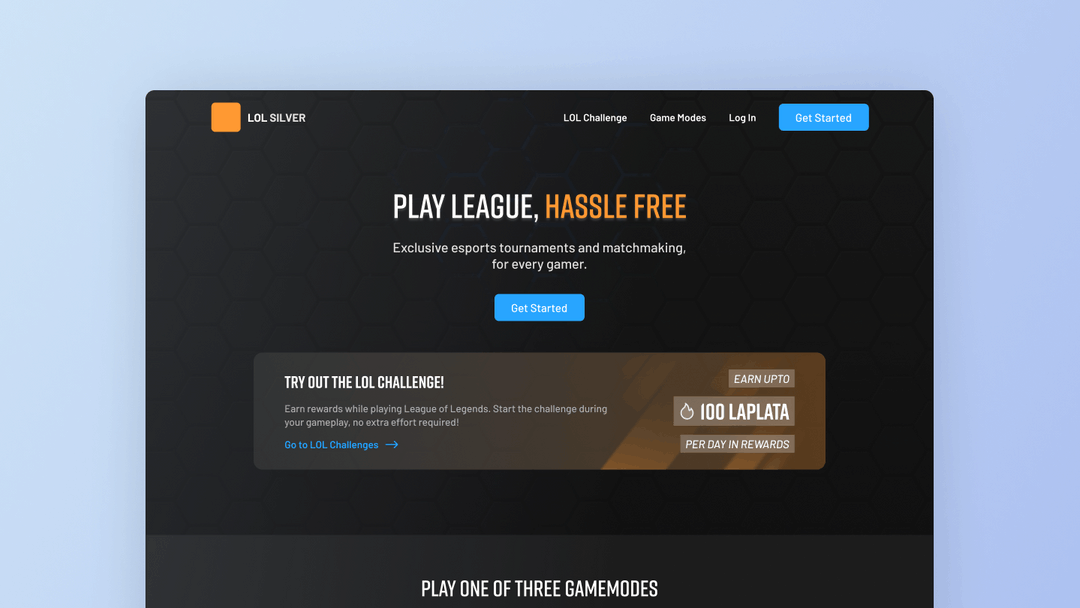 LOL SILVER
LOL Challenge
Game Modes
Log In
Get Started
PLAY LEAGUE, HASSLE FREE
Exclusive esports tournaments and matchmaking,
for every gamer.
Get Started
TRY OUT THE LOL CHALLENGE!
Earn rewards while playing League of Legends. Start the challenge during
your gameplay, no extra effort required!
Go to LOL Challenges
EARN UPTO
100 LAPLATA
PER DAY IN REWARDS
PLAY ONE OF THREE GAMEMODES